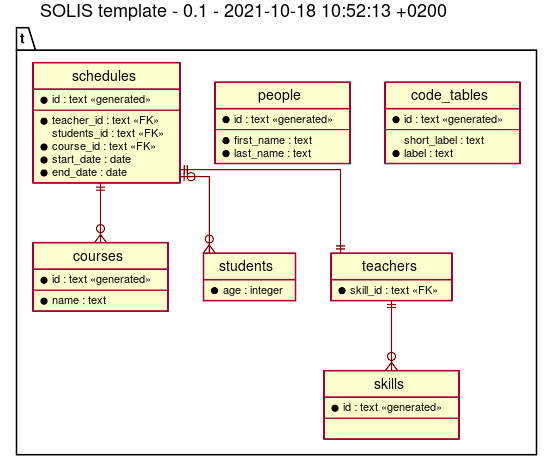 SOLIS template - 0.1 - 2021-10-18 10:52:13 +0200
t
schedules
● id : text «generated»
● teacher_id : text «FK»
students_id : text «FK»
● course_id : text «FK»
● start_date : date
● end_date : date
people
● id : text «generated»
● first_name : text
● last_name : text
code_tables
● id : text «generated»
short_label : text
● label : text
courses
● id : text «generated»
● name : text
students
● age : integer
teachers
● skill_id : text «FK»
skills
● id : text «generated»